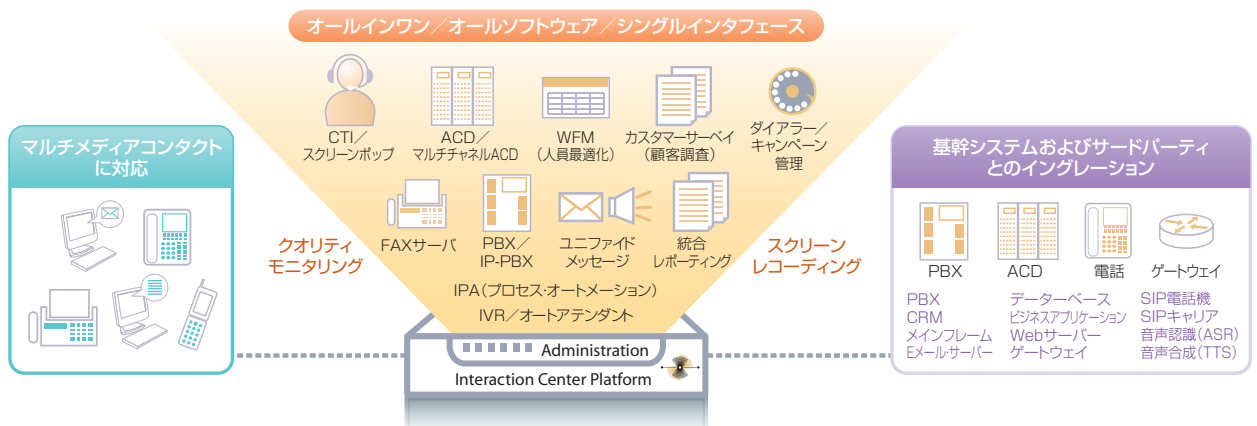 オールインワン／オールソフトウェア／シングルインタフェース
マルチメディアコンタクト
に対応
CTI／
スクリーンポップ
ACD／
マルチチャネルACD
WFM
（人員最適化）
カスタマーサーベイ
（顧客調査）
ダイアラー／
キャンペーン
管理
クオリティ
モニタリング
FAXサーバ
PBX／
IP-PBX
ユニファイド
メッセージ
統合
レポーティング
スクリーン
レコーディング
IPA（プロセス・オートメーション）
IVR／オートアテンダント
Administration
Interaction Center Platform
基幹システムおよびサードパーティ
とのイングレーション
PBX
ACD
電話
ゲートウェイ
PBX
CRM
メインフレーム
Eメールサーバー
データーベース
ビジネスアプリケーション
Webサーバー
ゲートウェイ
SIP電話機
SIPキャリア
音声認識（ASR）
音声合成（TTS）